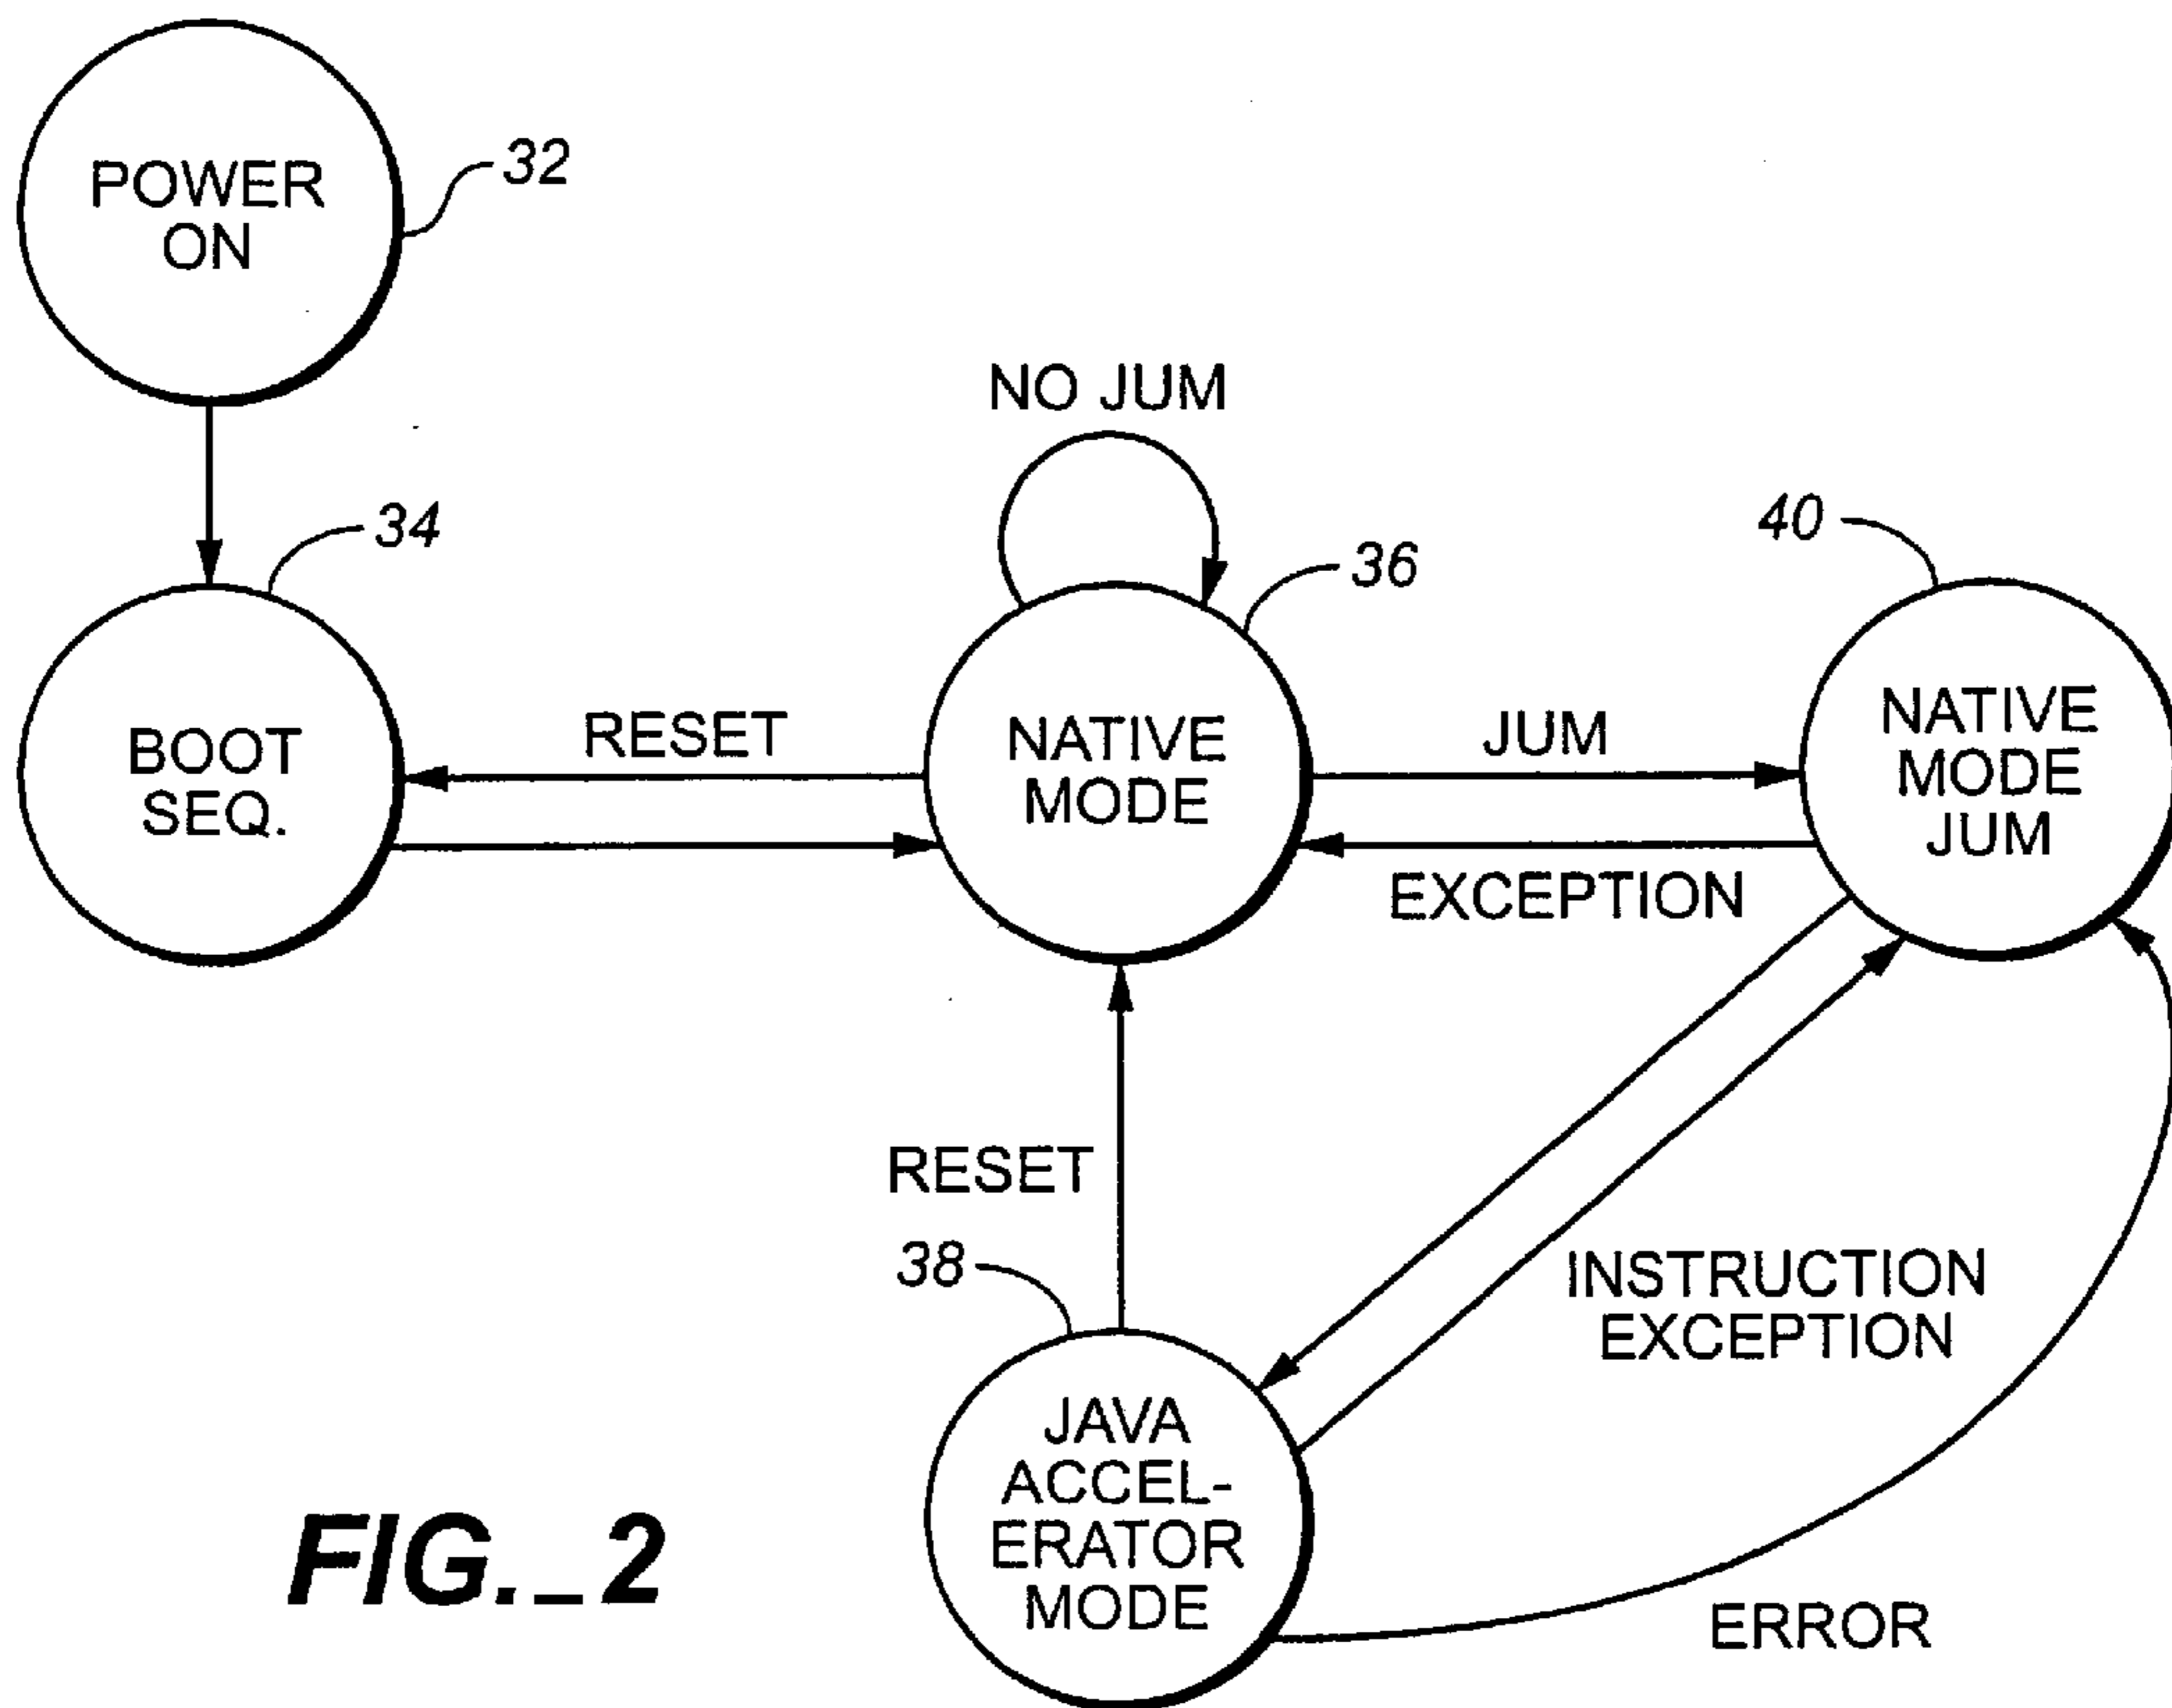 POWER
ON
32
34
BOOT
SEQ.
RESET
NO JUM
36
NATIVE
MODE
JUM
EXCEPTION
40
NATIVE
MODE
JUM
RESET
38
INSTRUCTION
EXCEPTION
JAVA
ACCEL-
ERATOR
MODE
ERROR
FIG._2